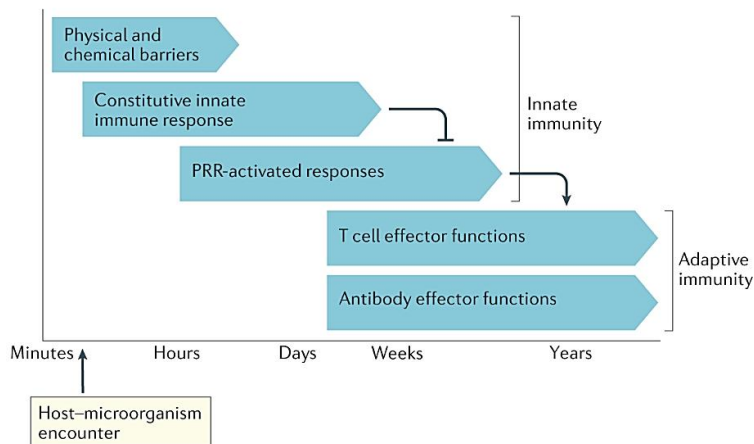 Physical and
chemical barriers
Constitutive innate
immune response
Innate
immunity
PRR-activated responses
T cell effector functions
Adaptive
immunity
Antibody effector functions
Minutes Hours Days Weeks Years
Host–microorganism
encounter